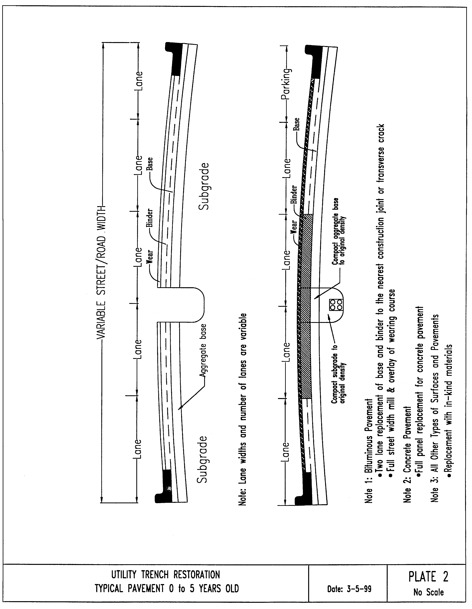 VARIABLE STREET/ROAD WIDTH
Lane
Lane
Lane
Lane
Wear
Binder
Base
Subgrade
Subgrade
Aggregate base
Note: Lane widths and number of lanes are variable
Lane
Lane
Lane
Parking
Wear
Binder
Base
Compact subgrade to
original density
Compact aggregate base
to original density
Note 1: Bituminous Pavement
•Two lane replacement of base and binder to the nearest construction joint or transverse crack
•Full street width mill & overlay of wearing course
Note 2: Concrete Pavement
•Full panel replacement for concrete pavement
Note 3: All Other Types of Surfaces and Pavements
•Replacement with in-kind materials
UTILITY TRENCH RESTORATION
TYPICAL PAVEMENT 0 to 5 YEARS OLD
Date: 3-5-99
PLATE 2
No Scale